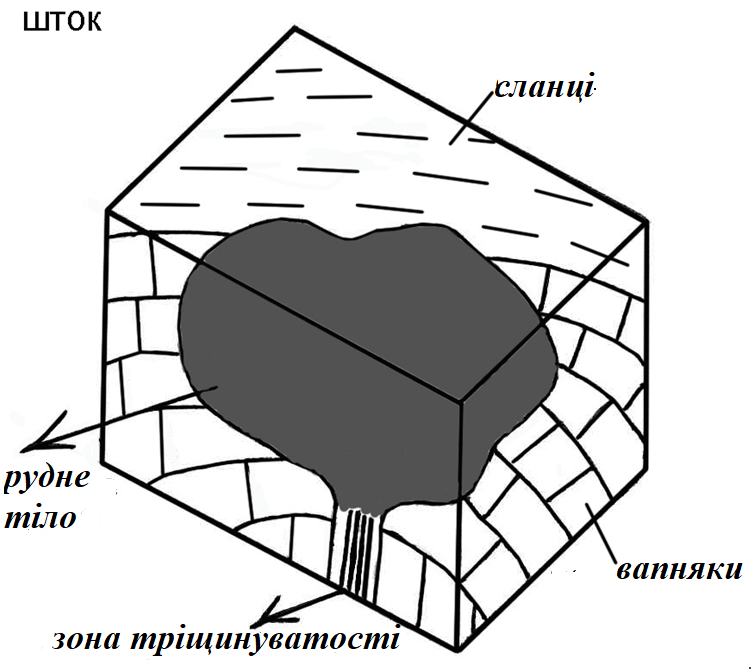 ШТОК
сланці
рудне
тіло
вапняки
зона тріщинуватості